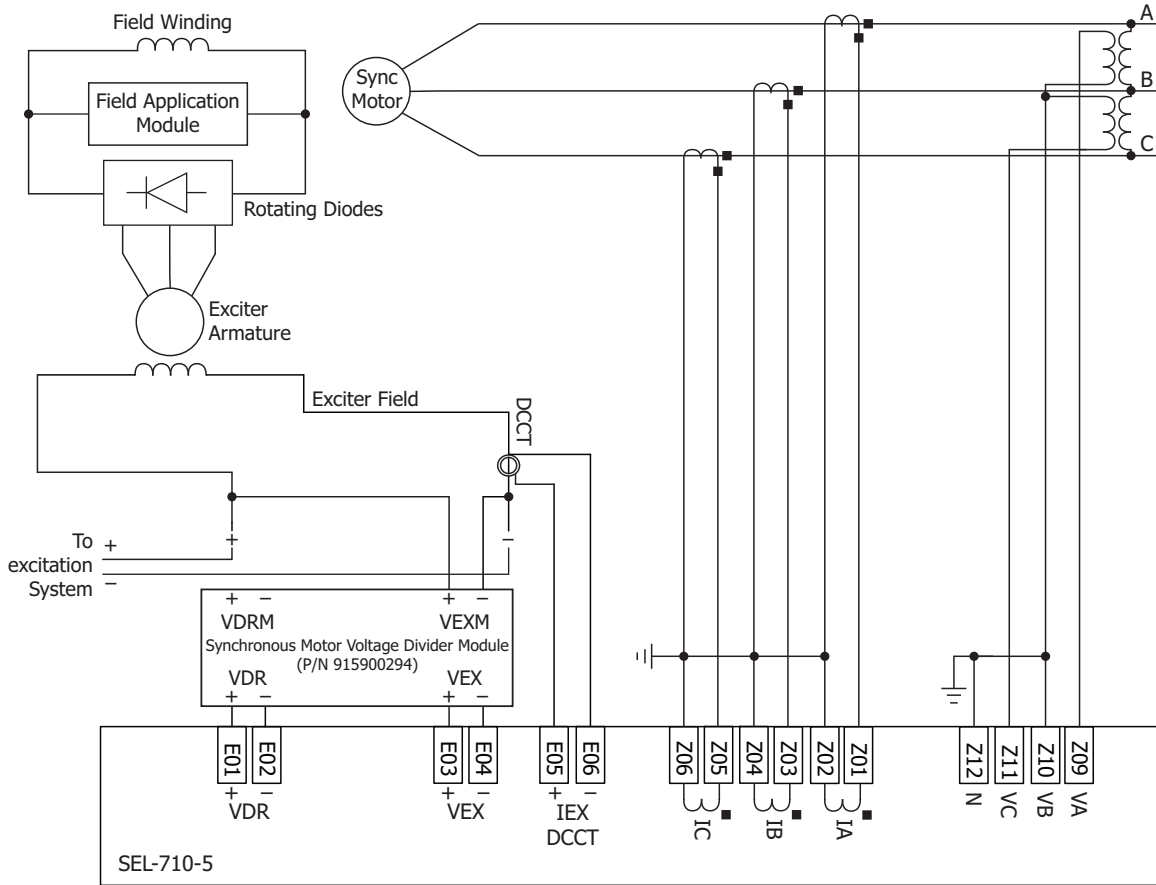 Field Winding
Field Application
Module
Rotating Diodes
Exciter
Armature
Exciter Field
DCCT
Sync
Motor
A
B
C
To
excitation
System
+
−
+
−
+ −
VDRM
+ −
VEXM
Synchronous Motor Voltage Divider Module
(P/N 915900294)
VDR
+ −
VEX
+ −
E01
E02
E03
E04
E05
E06
Z06
Z05
Z04
Z03
Z02
Z01
Z12
Z11
Z10
Z09
+ −
VDR
+ −
VEX
+ −
IEX
DCCT
IC
IB
IA
N
VC
VB
VA
SEL-710-5